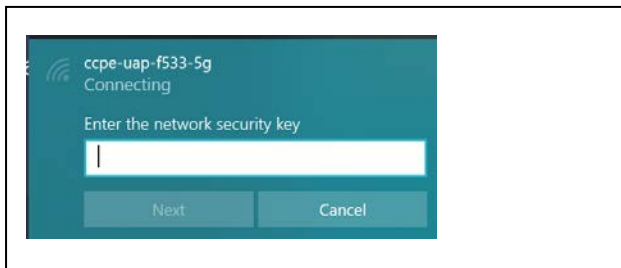 ccpe-uap-f533-5g
Connecting
Enter the network security key
Next
Cancel